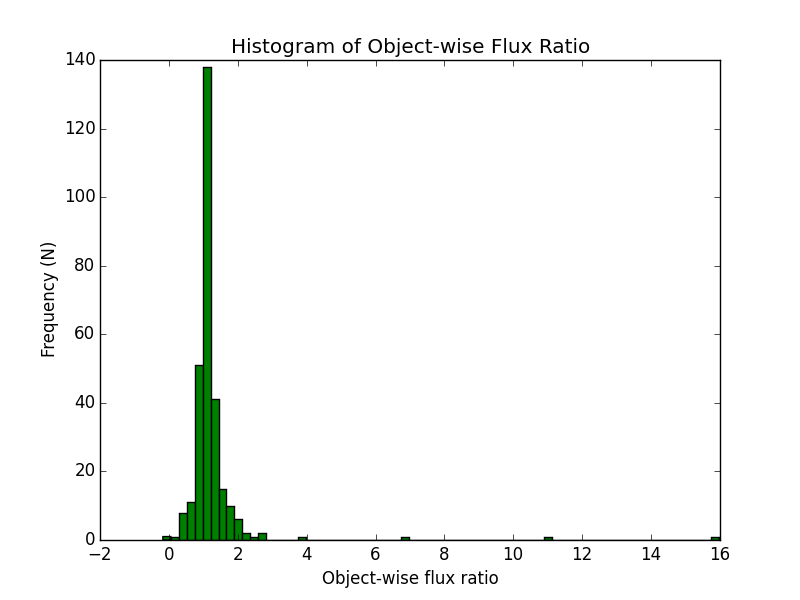 Histogram of Object-wise Flux Ratio
140
120
100
80
60
40
20
0
Frequency (N)
−2 0 2 4 6 8 10 12 14 16
Object-wise flux ratio